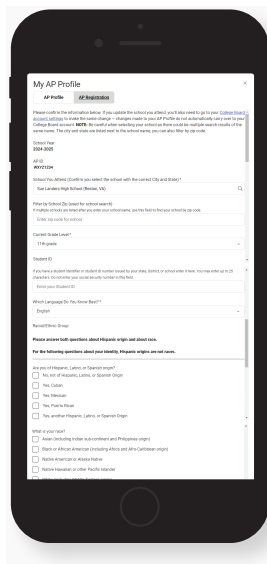 My AP Profile
×
AP Profile
AP Registration
Please confirm the information below. If you update the school you attend, you'll also need to go to your College Board
account settings to make the same change -- changes made to your AP Profile do not automatically carry over to your
College Board account. NOTE: Be careful when selecting your school as there could be multiple search results of the
same name. The city and state are listed next to the school name; you can also filter by zip code.
School Year
2024-2025
AP ID
WXYZ1234
School You Attend (Confirm you select the school with the correct City and State)*
Sue Landers High School (Reston, VA)
Filter by School Zip (used for school search)
If multiple schools are listed after you enter your school name, use this field to find your school by zip code.
Enter zip code for school
Current Grade Level*
11th grade
Student ID
If you have a student identifier or student ID number issued by your state, district, or school enter it here. You may enter up to 25
characters. Do not enter your social security number in this field.
Enter your Student ID
Which Language Do You Know Best?*
English
Racial/Ethnic Group
Please answer both questions about Hispanic origin and about race.
For the following questions about your identity, Hispanic origins are not races.
Are you of Hispanic, Latino, or Spanish origin?
No, not of Hispanic, Latino, or Spanish Origin
Yes, Cuban
Yes, Mexican
Yes, Puerto Rican
Yes, another Hispanic, Latino, or Spanish Origin
What is your race?
Asian (including Indian sub-continent and Philippines origin)
Black or African American (including Africa and Afro-Caribbean origin)
Native American or Alaska Native
Native Hawaiian or other Pacific Islander